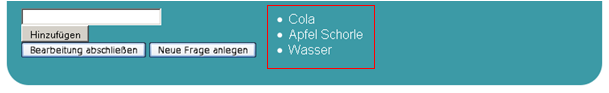 Hinzufügen
Bearbeitung abschließen Neue Frage anlegen
Cola
Apfel Schorle
Wasser